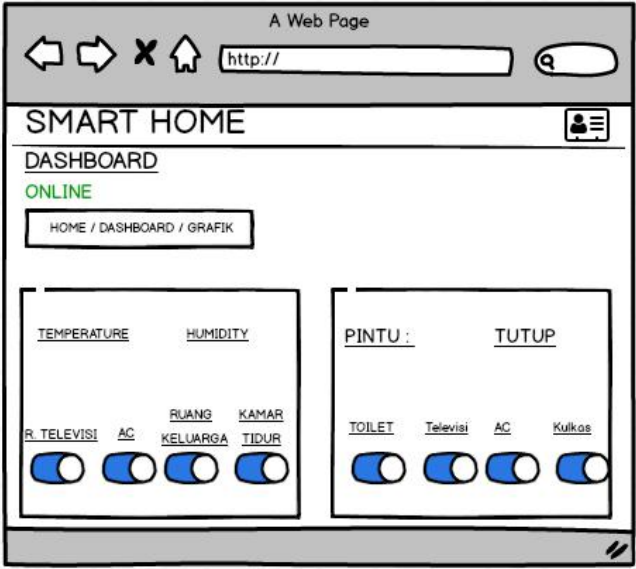 A Web Page
http://
SMART HOME
DASHBOARD
ONLINE
HOME / DASHBOARD / GRAFIK
TEMPERATURE HUMIDITY
R. TELEVISI AC RUANG KELUARGA KAMAR TIDUR
PINTU : TUTUP
TOILET Televisi AC Kulkas